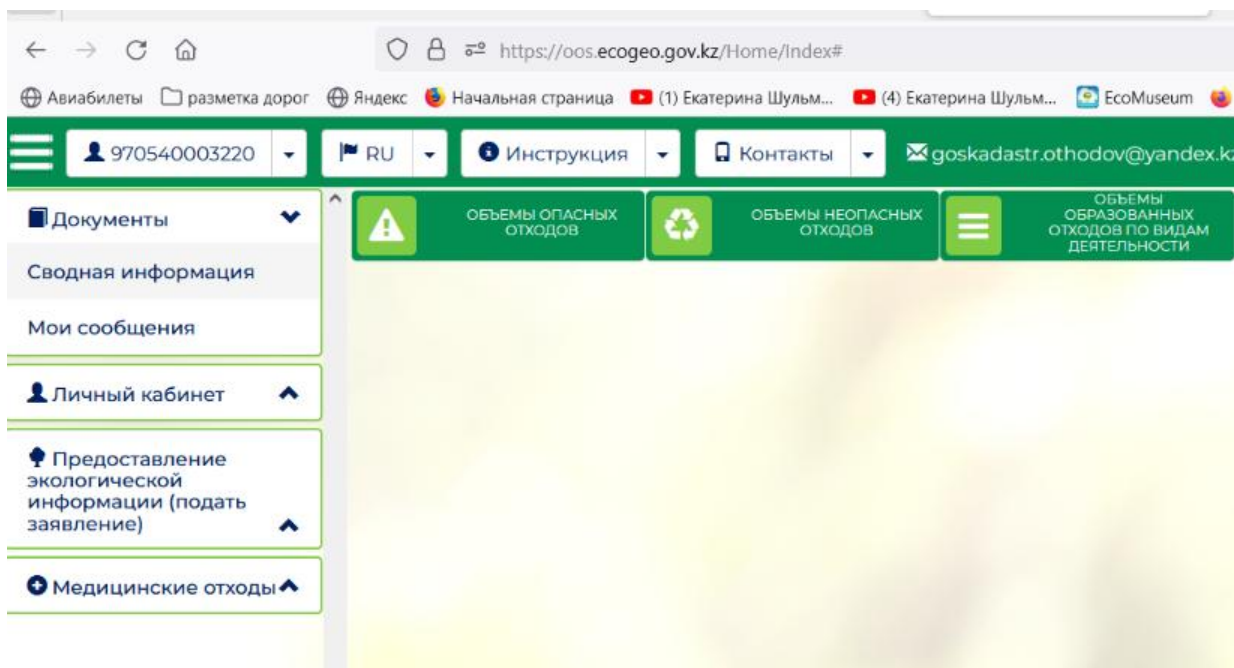 https://oos.ecogeo.gov.kz/Home/Index#
Авиабилеты разметка дорог Яндекс Начальная страница (1) Екатерина Шульм... (4) Екатерина Шульм... EcoMuseum
970540003220 RU Инструкция Контакты goskadastr.othodov@yandex.kz
Документы
Сводная информация
Мои сообщения
Личный кабинет
Предоставление
экологической
информации (подать
заявление)
Медицинские отходы
ОБЪЕМЫ ОПАСНЫХ
ОТХОДОВ
ОБЪЕМЫ НЕОПАСНЫХ
ОТХОДОВ
ОБЪЕМЫ
ОБРАЗОВАННЫХ
ОТХОДОВ ПО ВИДАМ
ДЕЯТЕЛЬНОСТИ